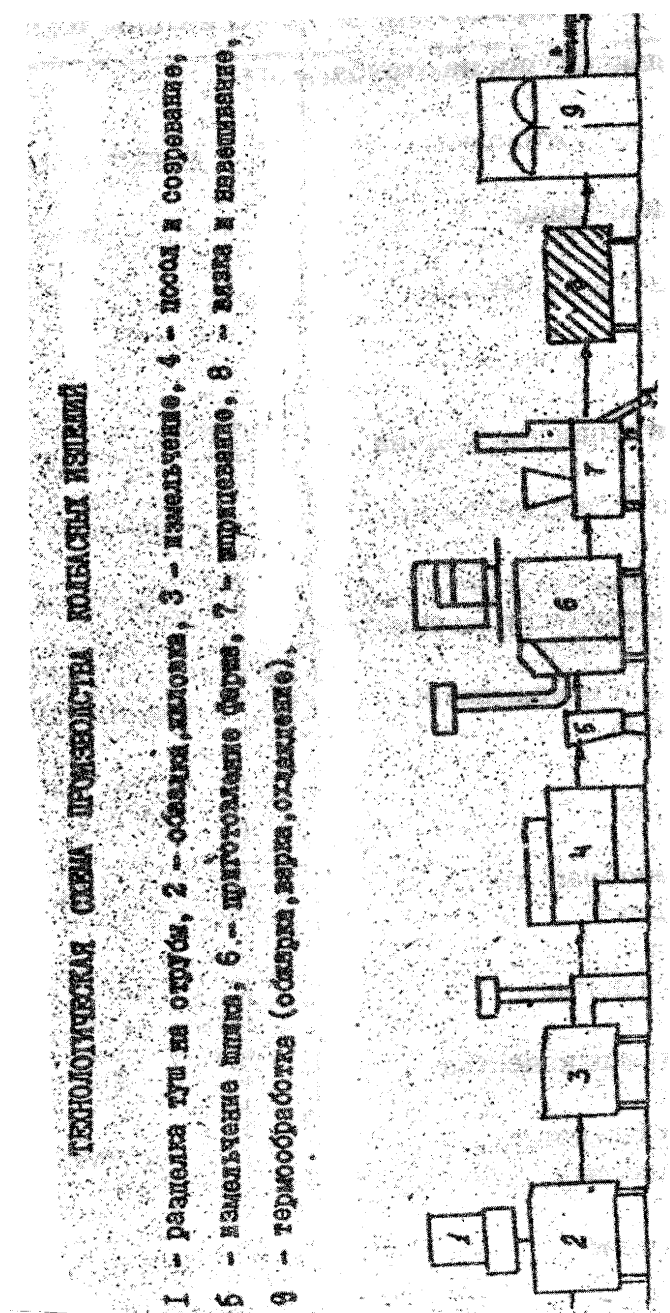 ТЕХНОЛОГИЧЕСКАЯ СХЕМА ПРОИЗВОДСТВА КОЛБАСНЫХ ИЗДЕЛИЙ
I - разделка туш на отрубы, 2 - обвалка, жиловка, 3 - измельчение, 4 - посол и созревание,
5 - измельчение шпика, 6 - приготовление фарша, 7 - шприцевание, 8 - вязка и навешивание,
9 - термообработка (обжарка, варка, охлаждение).
1
2
3
4
5
6
7
8
9